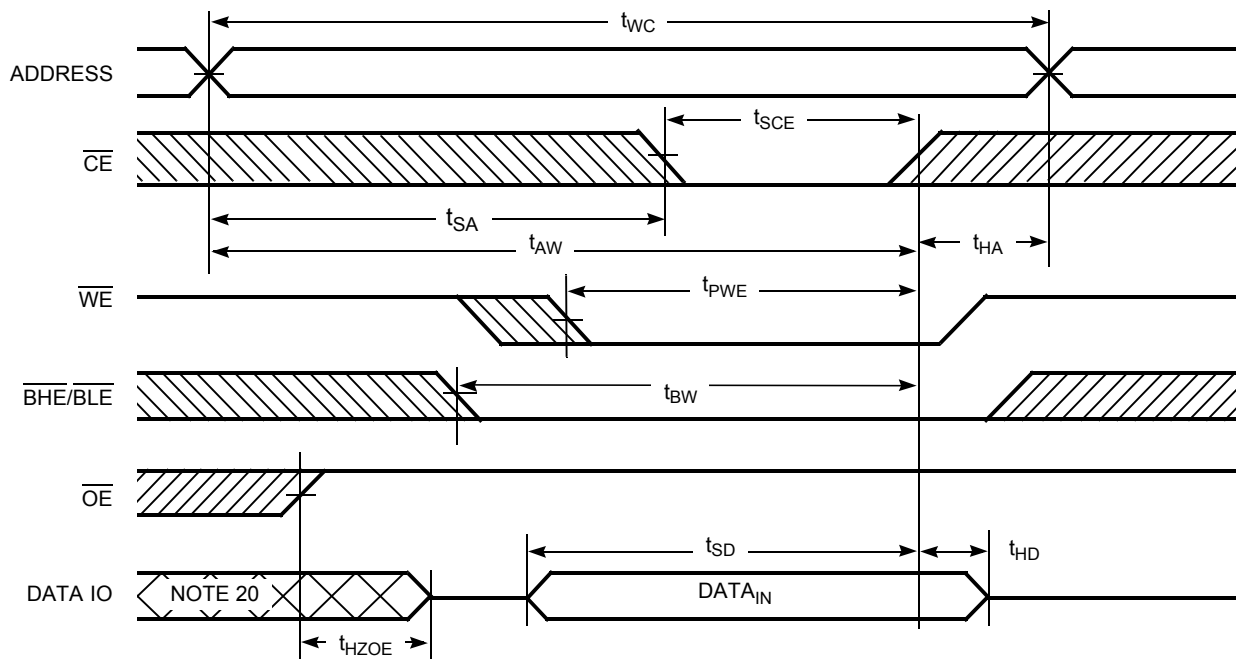 tWC
ADDRESS
tSCE
CE
tSA
tAW
tHA
WE
tPWE
BHE/BLE
tBW
OE
tSD
tHD
DATA IO
NOTE 20
DATAIN
tHZOE